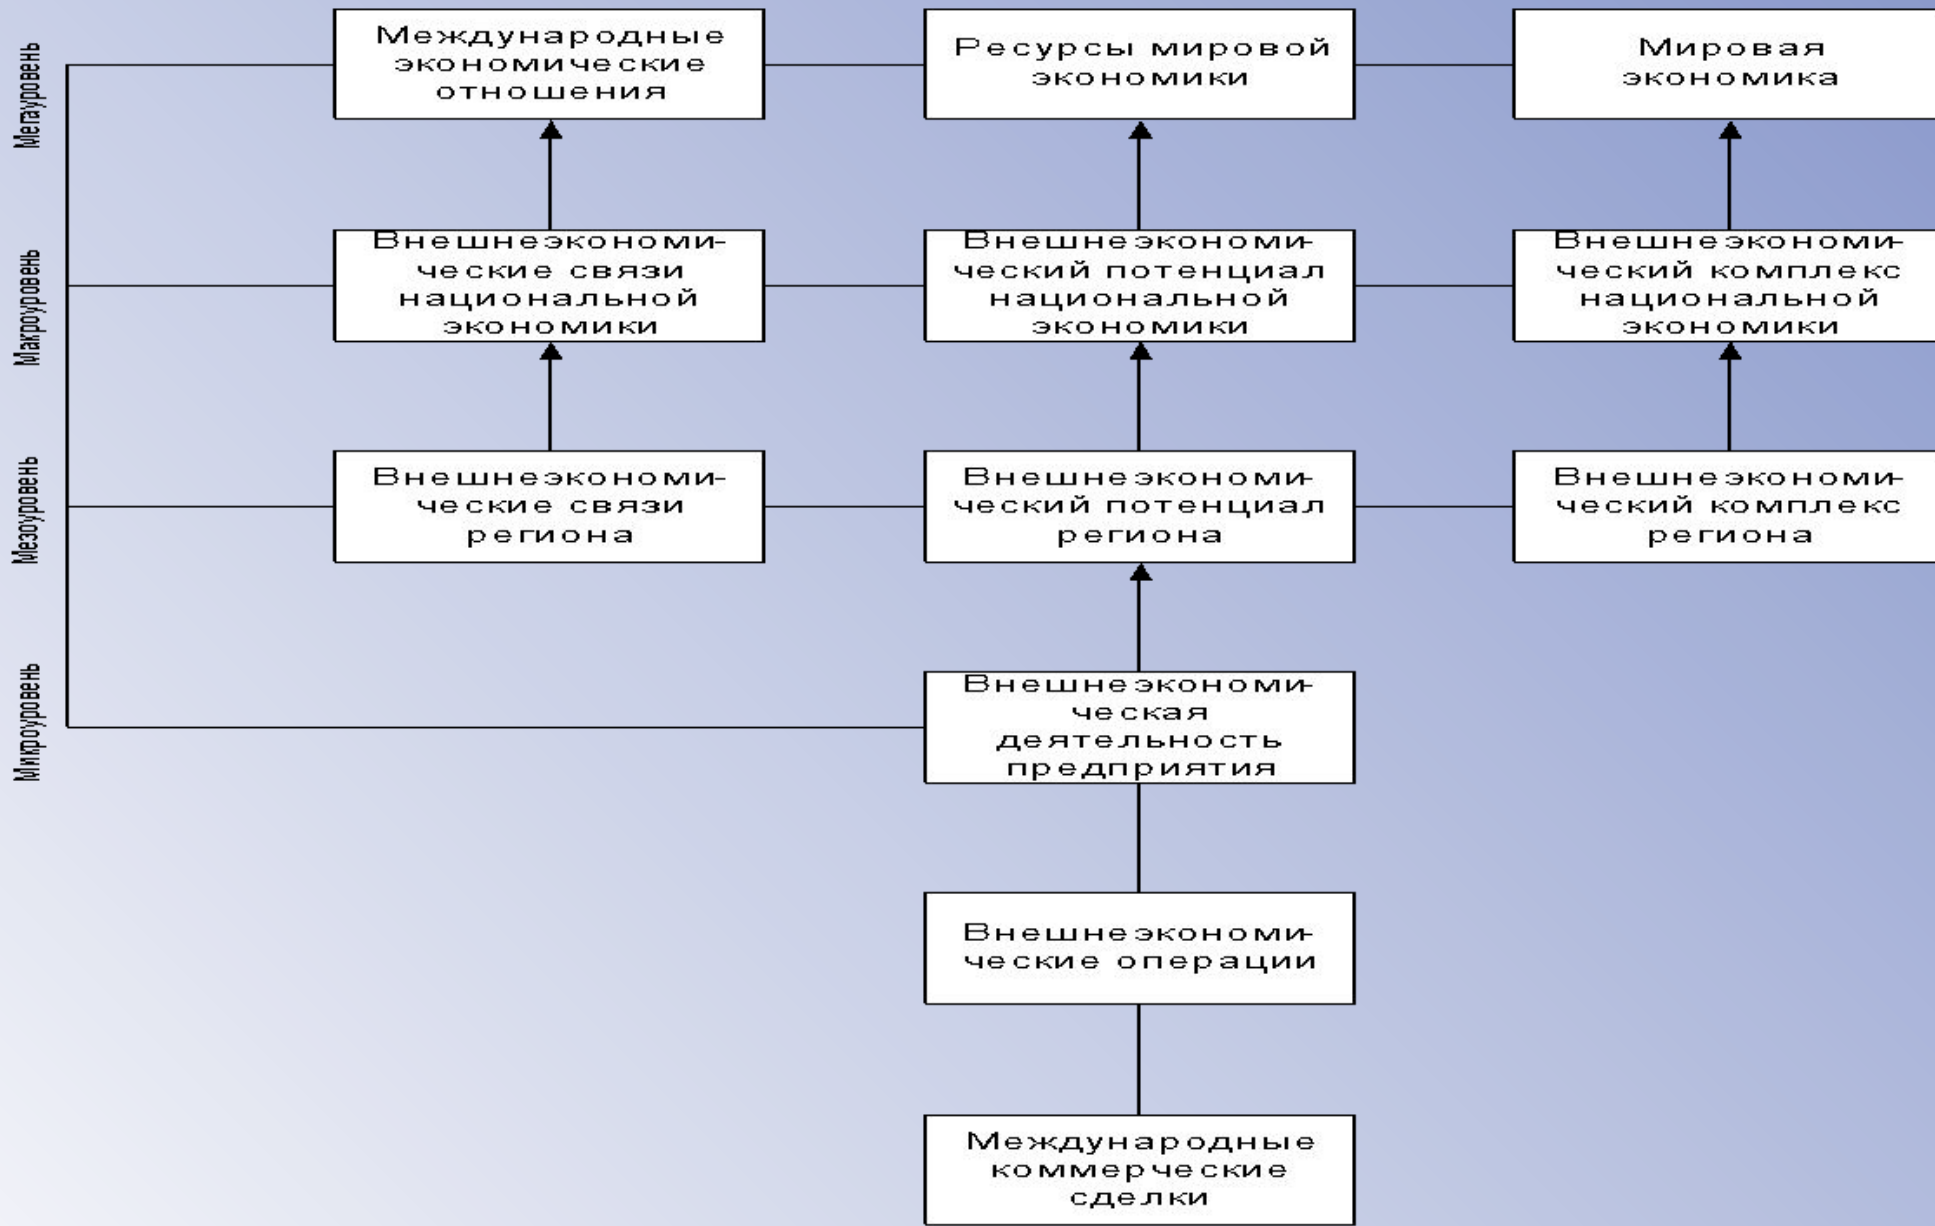 Мегауровень
Международные
экономические
отношения
Ресурсы мировой
экономики
Мировая
экономика
Макроуровень
Внешнеэкономи-
ческие связи
национальной
экономики
Внешнеэкономи-
ческий потенциал
национальной
экономики
Внешнеэкономи-
ческий комплекс
национальной
экономики
Мезоуровень
Внешнеэкономи-
ческие связи
региона
Внешнеэкономи-
ческий потенциал
региона
Внешнеэкономи-
ческий комплекс
региона
Микроуровень
Внешнеэкономи-
ческая
деятельность
предприятия
Внешнеэкономи-
ческие операции
Международные
коммерческие
сделки